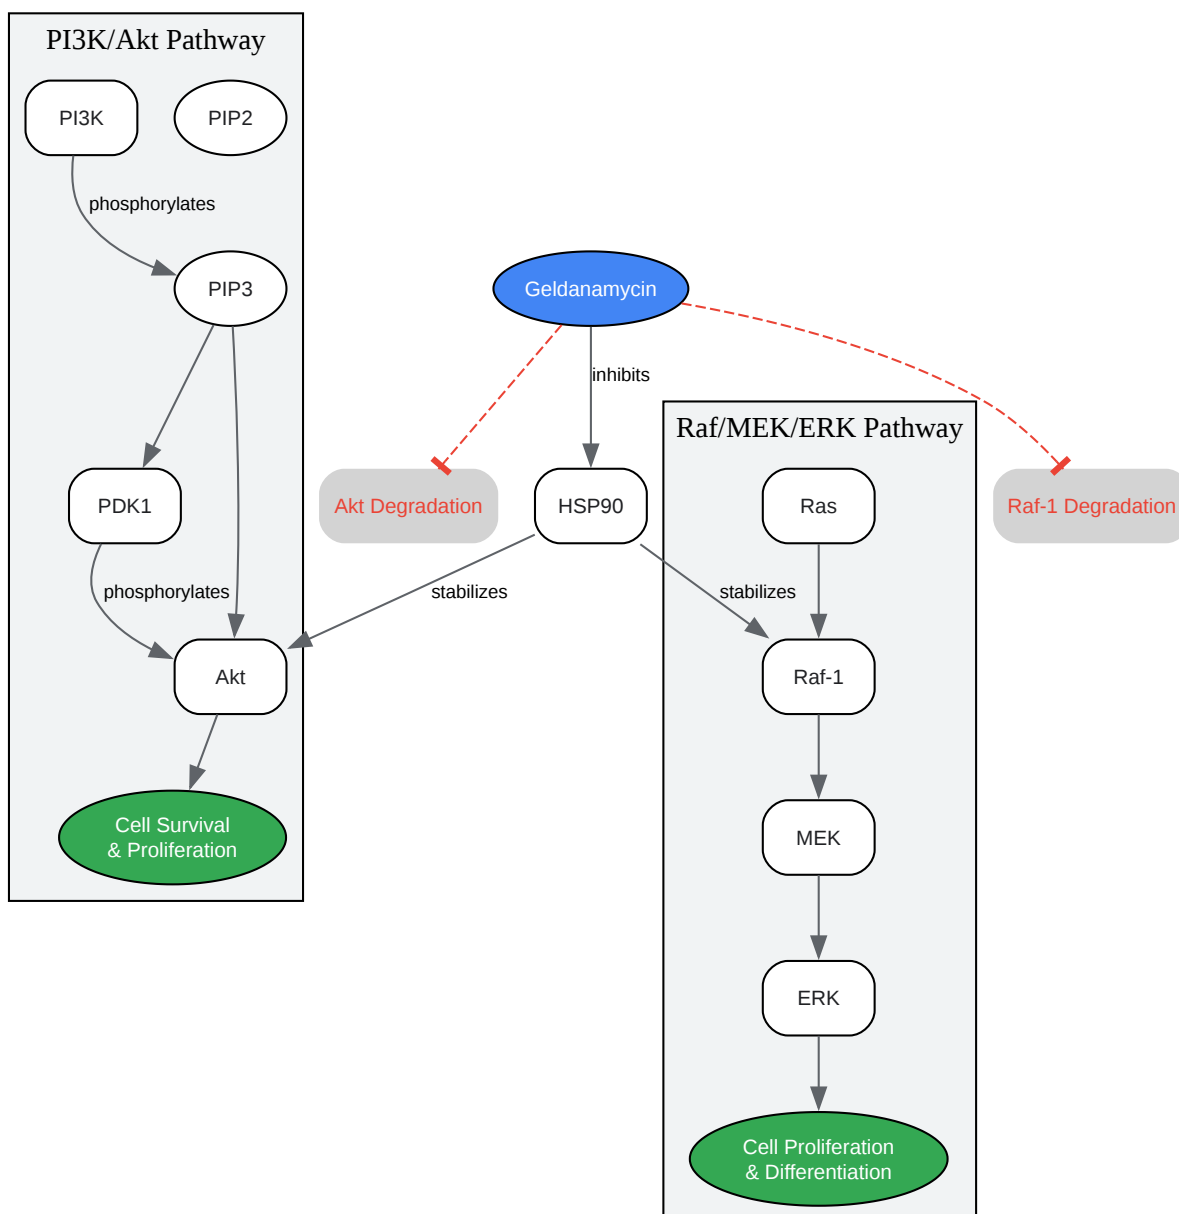 PI3K/Akt Pathway
PI3K
PIP2
phosphorylates
PIP3
Geldanamycin
inhibits
Raf/MEK/ERK Pathway
PDK1
Akt Degradation
HSP90
Ras
Raf-1 Degradation
phosphorylates
stabilizes
stabilizes
Akt
Raf-1
Cell Survival
& Proliferation
MEK
ERK
Cell Proliferation
& Differentiation